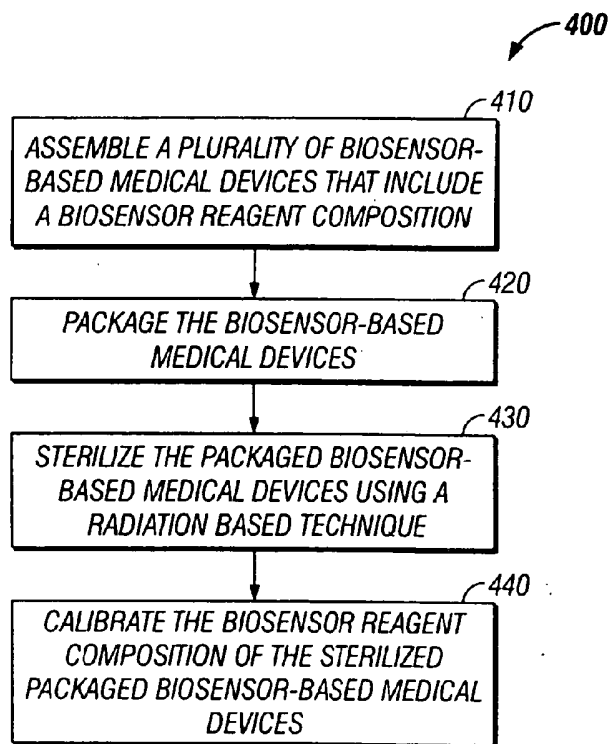 400
410
ASSEMBLE A PLURALITY OF BIOSENSOR-
BASED MEDICAL DEVICES THAT INCLUDE
A BIOSENSOR REAGENT COMPOSITION
420
PACKAGE THE BIOSENSOR-BASED
MEDICAL DEVICES
430
STERILIZE THE PACKAGED BIOSENSOR-
BASED MEDICAL DEVICES USING A
RADIATION BASED TECHNIQUE
440
CALIBRATE THE BIOSENSOR REAGENT
COMPOSITION OF THE STERILIZED
PACKAGED BIOSENSOR-BASED MEDICAL
DEVICES